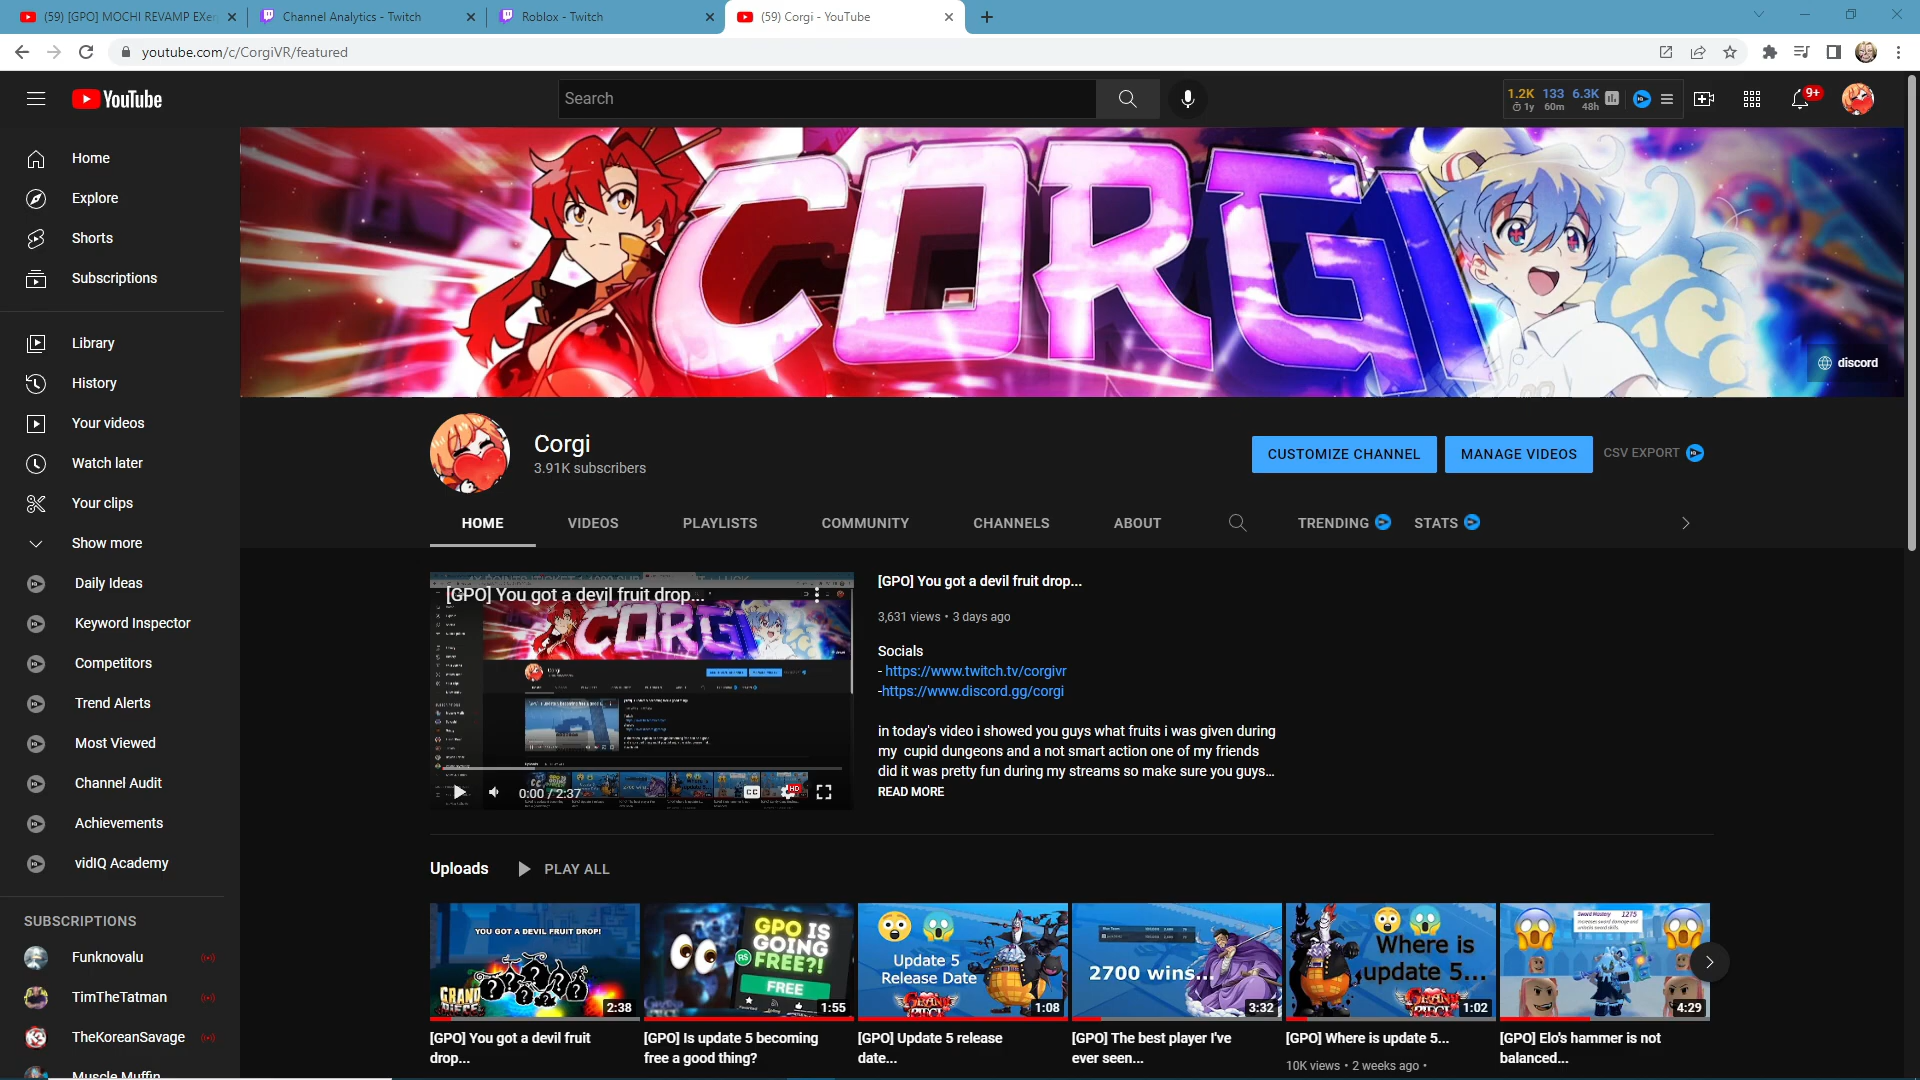 (59) [GPO] MOCHI REVAMP EXer
Channel Analytics - Twitch
Roblox - Twitch
(59) Corgi - YouTube
youtube.com/c/CorgiVR/featured
YouTube
Search
1.2K 133 6.3K
1y 60m 48h
9+
Home
Explore
Shorts
Subscriptions
Library
History
Your videos
Watch later
Your clips
Show more
Daily Ideas
Keyword Inspector
Competitors
Trend Alerts
Most Viewed
Channel Audit
Achievements
vidIQ Academy
SUBSCRIPTIONS
Funknovalu
TimTheTatman
TheKoreanSavage
Muscle Muffin
CORGI
discord
Corgi
3.91K subscribers
CUSTOMIZE CHANNEL
MANAGE VIDEOS
CSV EXPORT
HOME
VIDEOS
PLAYLISTS
COMMUNITY
CHANNELS
ABOUT
TRENDING
STATS
[GPO] You got a devil fruit drop...
CORGI
0:00 / 2:37
CC
HD
[GPO] You got a devil fruit drop...
3,631 views • 3 days ago
Socials
- https://www.twitch.tv/corgivr
-https://www.discord.gg/corgi
in today's video i showed you guys what fruits i was given during
my cupid dungeons and a not smart action one of my friends
did it was pretty fun during my streams so make sure you guys...
READ MORE
Uploads
PLAY ALL
YOU GOT A DEVIL FRUIT DROP!
GRAND
2:38
GPO IS
GOING
FREE?!
FREE
1:55
Update 5
Release Date
1:08
2700 wins...
3:32
Where is
update 5...
1:02
Sword Mastery 1275
4:29
[GPO] You got a devil fruit
drop...
[GPO] Is update 5 becoming
free a good thing?
[GPO] Update 5 release
date...
[GPO] The best player I've
ever seen...
[GPO] Where is update 5...
10K views • 2 weeks ago •
[GPO] Elo's hammer is not
balanced...